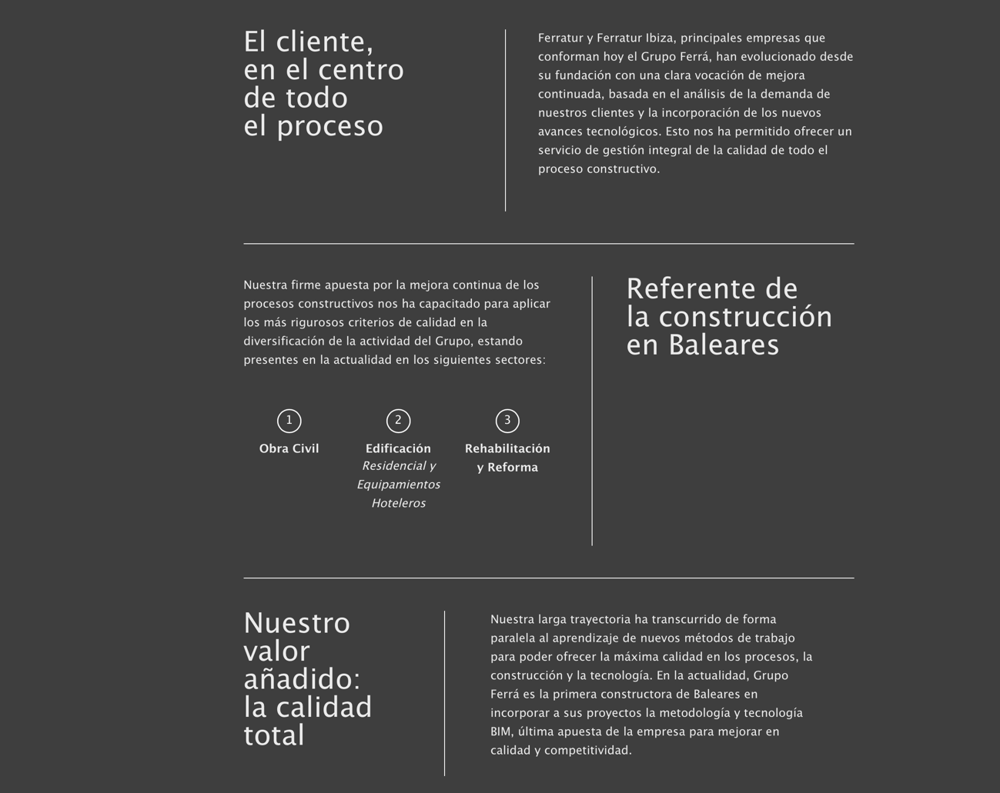 El cliente,
en el centro
de todo
el proceso
Ferratur y Ferratur Ibiza, principales empresas que
conforman hoy el Grupo Ferrá, han evolucionado desde
su fundación con una clara vocación de mejora
continuada, basada en el análisis de la demanda de
nuestros clientes y la incorporación de los nuevos
avances tecnológicos. Esto nos ha permitido ofrecer un
servicio de gestión integral de la calidad de todo el
proceso constructivo.
Nuestra firme apuesta por la mejora continua de los
procesos constructivos nos ha capacitado para aplicar
los más rigurosos criterios de calidad en la
diversificación de la actividad del Grupo, estando
presentes en la actualidad en los siguientes sectores:
1
Obra Civil
2
Edificación
Residencial y
Equipamientos
Hoteleros
3
Rehabilitación
y Reforma
Referente de
la construcción
en Baleares
Nuestro
valor
añadido:
la calidad
total
Nuestra larga trayectoria ha transcurrido de forma
paralela al aprendizaje de nuevos métodos de trabajo
para poder ofrecer la máxima calidad en los procesos, la
construcción y la tecnología. En la actualidad, Grupo
Ferrá es la primera constructora de Baleares en
incorporar a sus proyectos la metodología y tecnología
BIM, última apuesta de la empresa para mejorar en
calidad y competitividad.